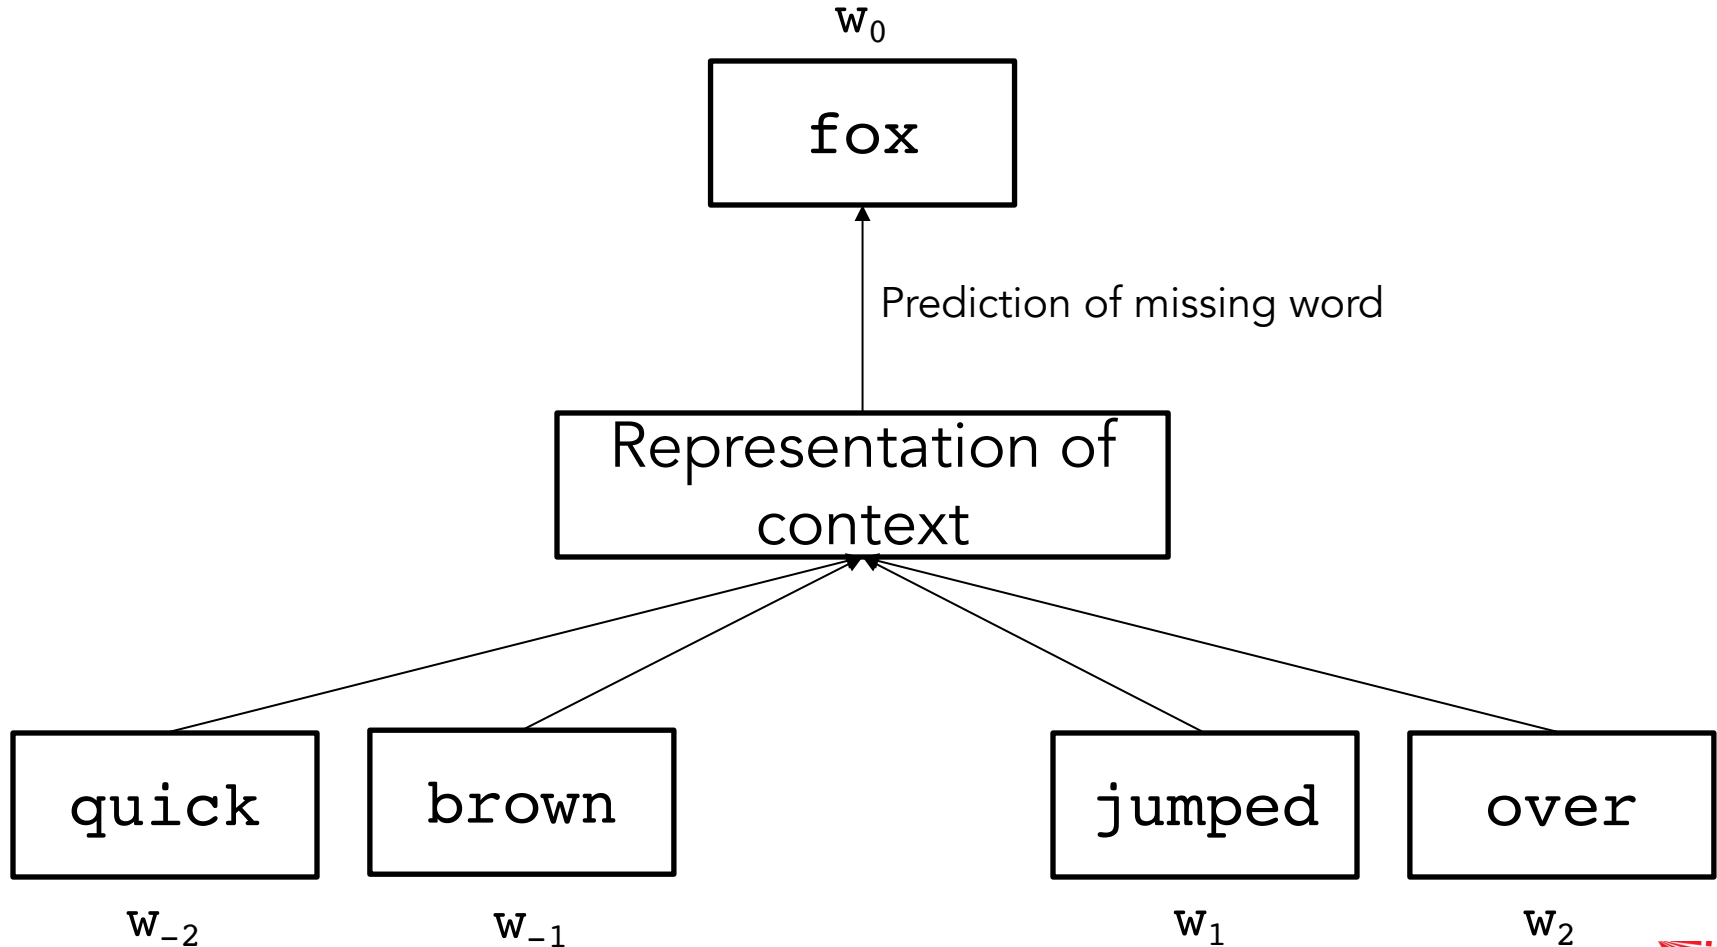 w₀
fox
Prediction of missing word
Representation of
context
quick brown jumped over
w₋₂ w₋₁ w₁ w₂